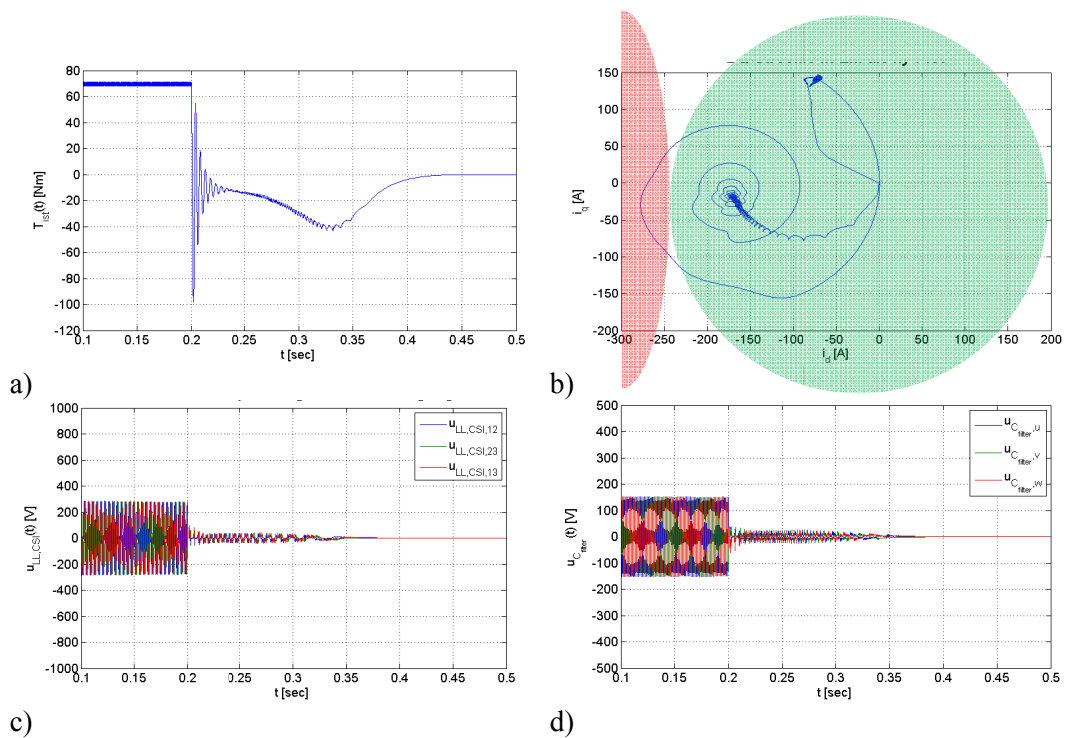 a)
80
60
40
20
0
-20
-40
-60
-80
-100
-120
0.1 0.15 0.2 0.25 0.3 0.35 0.4 0.45 0.5
T_ist(t) [Nm]
t [sec]
b)
150
100
50
0
-50
-100
-150
-200
-300 -250 -200 -150 -100 -50 0 50 100 150 200
i_q [A]
i_d [A]
c)
1000
800
600
400
200
0
-200
-400
-600
-800
-1000
0.1 0.15 0.2 0.25 0.3 0.35 0.4 0.45 0.5
u_LL,CSI(t) [V]
t [sec]
u_LL,CSI,12
u_LL,CSI,23
u_LL,CSI,13
d)
500
400
300
200
100
0
-100
-200
-300
-400
-500
0.1 0.15 0.2 0.25 0.3 0.35 0.4 0.45 0.5
u_C_filter (t) [V]
t [sec]
u_C_filter,u
u_C_filter,v
u_C_filter,w